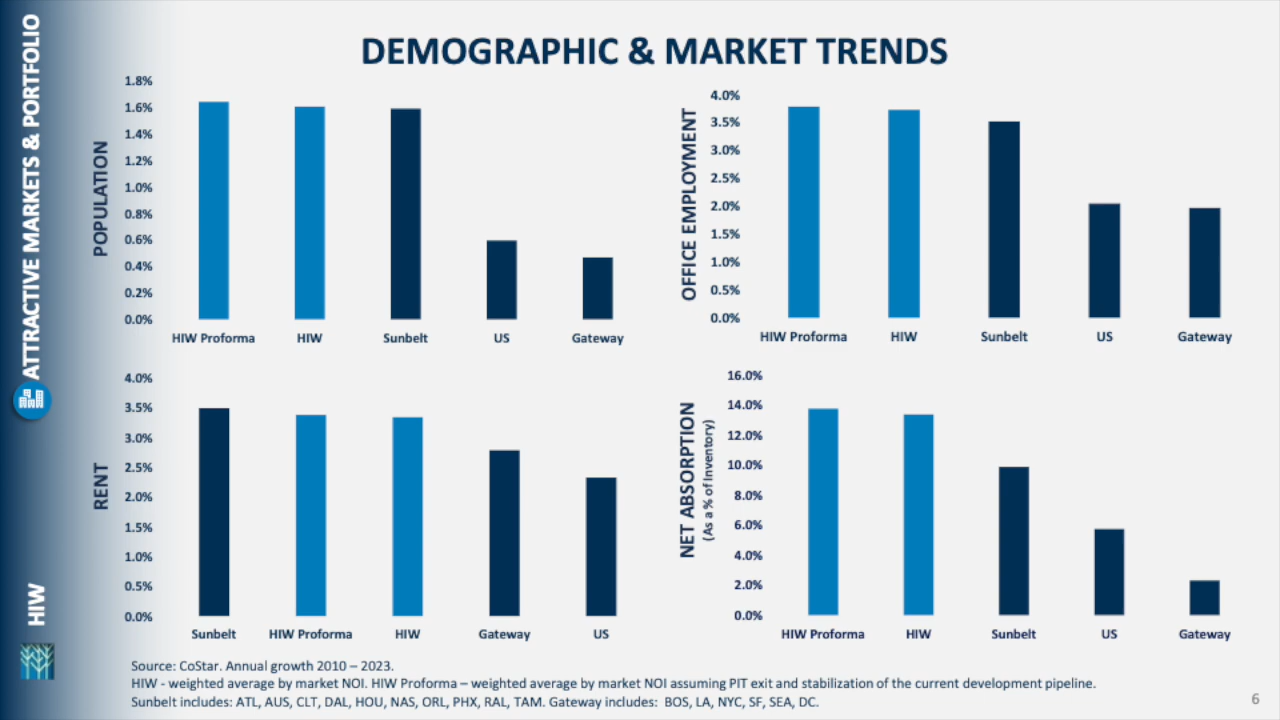 ATTRACTIVE MARKETS & PORTFOLIO
HIW
DEMOGRAPHIC & MARKET TRENDS
POPULATION
1.8%
1.6%
1.4%
1.2%
1.0%
0.8%
0.6%
0.4%
0.2%
0.0%
HIW Proforma HIW Sunbelt US Gateway
OFFICE EMPLOYMENT
4.0%
3.5%
3.0%
2.5%
2.0%
1.5%
1.0%
0.5%
0.0%
HIW Proforma HIW Sunbelt US Gateway
RENT
4.0%
3.5%
3.0%
2.5%
2.0%
1.5%
1.0%
0.5%
0.0%
Sunbelt HIW Proforma HIW Gateway US
NET ABSORPTION
(As a % of Inventory)
16.0%
14.0%
12.0%
10.0%
8.0%
6.0%
4.0%
2.0%
0.0%
HIW Proforma HIW Sunbelt US Gateway
Source: CoStar. Annual growth 2010 – 2023.
HIW - weighted average by market NOI. HIW Proforma – weighted average by market NOI assuming PIT exit and stabilization of the current development pipeline.
Sunbelt includes: ATL, AUS, CLT, DAL, HOU, NAS, ORL, PHX, RAL, TAM. Gateway includes: BOS, LA, NYC, SF, SEA, DC.
6